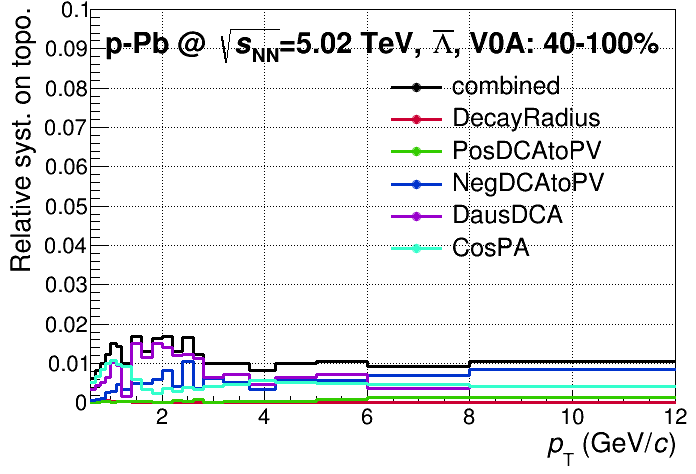 p-Pb @ √sNN=5.02 TeV, Λ̅, V0A: 40-100%
combined
DecayRadius
PosDCAtoPV
NegDCAtoPV
DausDCA
CosPA
Relative syst. on topo.
0.1
0.09
0.08
0.07
0.06
0.05
0.04
0.03
0.02
0.01
0
2 4 6 8 10 12
pT (GeV/c)